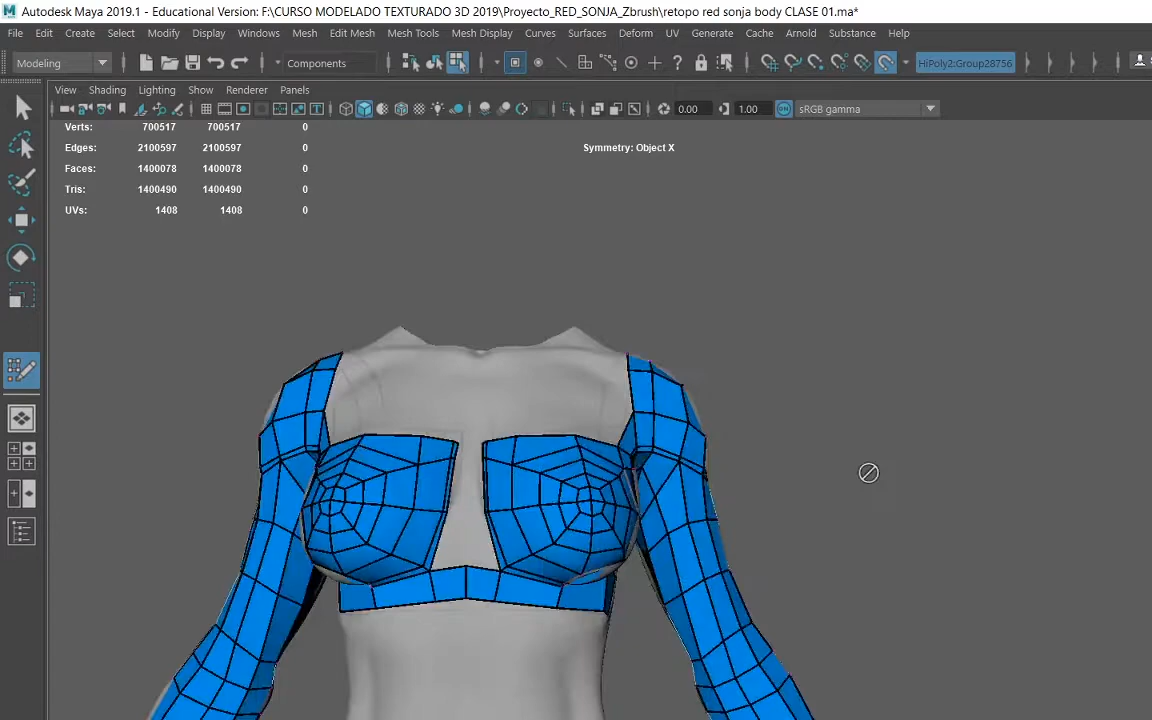 Autodesk Maya 2019.1 - Educational Version: F:\CURSO MODELADO TEXTURADO 3D 2019\Proyecto_RED_SONJA_Zbrush\retopo red sonja body CLASE 01.ma*
File Edit Create Select Modify Display Windows Mesh Edit Mesh Mesh Tools Mesh Display Curves Surfaces Deform UV Generate Cache Arnold Substance Help
Modeling Components HiPoly2:Group28756
View Shading Lighting Show Renderer Panels
0.00 1.00 ON sRGB gamma
Verts: 700517 700517 0
Edges: 2100597 2100597 0 Symmetry: Object X
Faces: 1400078 1400078 0
Tris: 1400490 1400490 0
UVs: 1408 1408 0